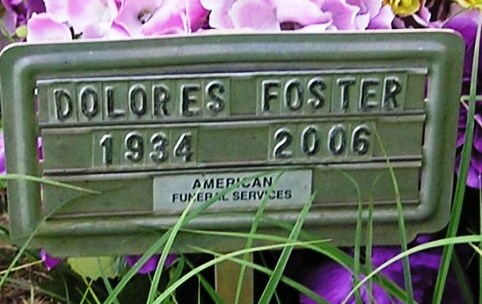 DOLORES FOSTER
1934 2006
AMERICAN
FUNERAL SERVICES